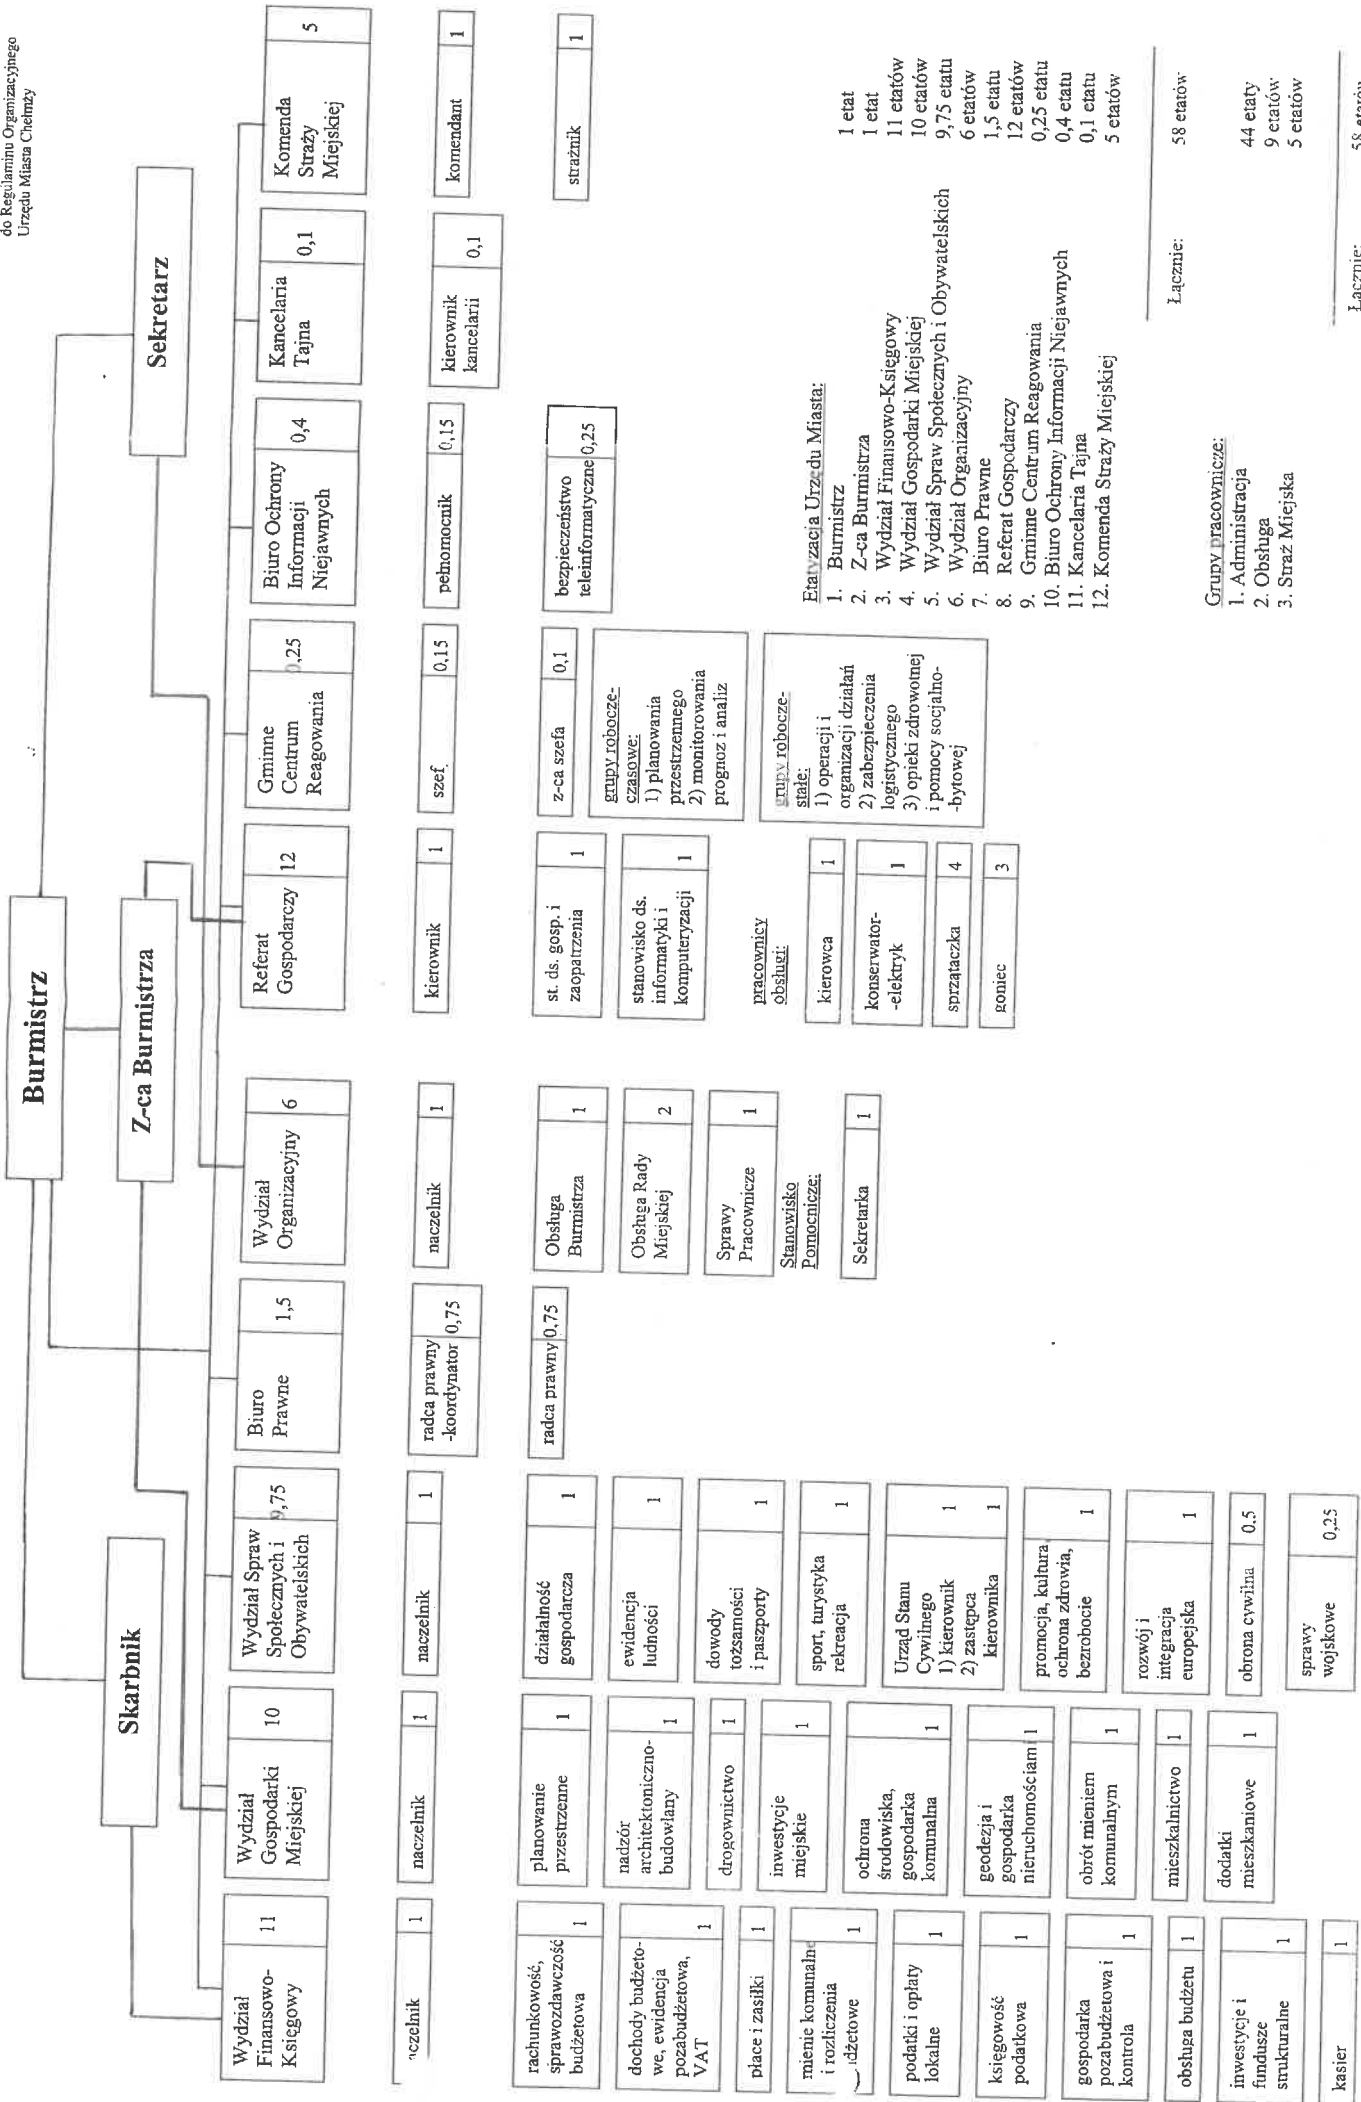 do Regulaminu Organizacyjnego
Urzędu Miasta Chełmży
Burmistrz
Z-ca Burmistrza
Skarbnik
Sekretarz
Wydział
Finansowo-
Księgowy
11
Wydział
Gospodarki
Miejskiej
10
Wydział Spraw
Społecznych i
Obywatelskich
9,75
Biuro
Prawne
1,5
Wydział
Organizacyjny
6
Referat
Gospodarczy
12
Gminne
Centrum
Reagowania
0,25
Biuro Ochrony
Informacji
Niejawnych
0,4
Kancelaria
Tajna
0,1
Komenda
Straży
Miejskiej
5
naczelnik 1
rachunkowość,
sprawozdawczość
budżetowa
1
dochody budżeto-
we, ewidencja
pozabudżetowa,
VAT
1
płace i zasiłki 1
mienie komunalne
i rozliczenia
budżetowe
1
podatki i opłaty
lokalne
1
księgowość
podatkowa
1
gospodarka
pozabudżetowa i
kontrola
1
obsługa budżetu 1
inwestycje i
fundusze
strukturalne
1
kasjer 1
naczelnik 1
planowanie
przestrzenne
1
nadzór
architektoniczno-
budowlany
1
drogownictwo 1
inwestycje
miejskie
1
ochrona
środowiska,
gospodarka
komunalna
1
geodezja i
gospodarka
nieruchomościami
1
obrót mieniem
komunalnym
1
mieszkalnictwo 1
dodatki
mieszkaniowe
1
naczelnik 1
działalność
gospodarcza
1
ewidencja
ludności
1
dowody
tożsamości
i paszporty
1
sport, turystyka
rekreacja
1
Urząd Stanu
Cywilnego
1) kierownik 1
2) zastępca
kierownika 1
promocja, kultura,
ochrona zdrowia,
bezrobocie
1
rozwój i
integracja
europejska
1
obrona cywilna 0.5
sprawy
wojskowe
0,25
radca prawny
-koordynator
0,75
radca prawny 0,75
naczelnik 1
Obsługa
Burmistrza
1
Obsługa Rady
Miejskiej
2
Sprawy
Pracownicze
1
Stanowisko
Pomocnicze:
Sekretarka 1
kierownik 1
st. ds. gosp. i
zaopatrzenia
1
stanowisko ds.
informatyki i
komputeryzacji
1
pracownicy
obsługi:
kierowca 1
konserwator-
-elektryk
1
sprzątaczka 4
goniec 3
szef 0,15
z-ca szefa 0,1
grupy robocze-
czasowe:
1) planowania
przestrzennego
2) monitorowania
prognoz i analiz
grupy robocze-
stałe:
1) operacji i
organizacji działań
2) zabezpieczenia
logistycznego
3) opieki zdrowotnej
i pomocy socjalno-
-bytowej
pełnomocnik 0,15
bezpieczeństwo
teleinformatyczne
0,25
kierownik
kancelarii
0,1
komendant 1
strażnik 1
Etatyzacja Urzędu Miasta:
1. Burmistrz 1 etat
2. Z-ca Burmistrza 1 etat
3. Wydział Finansowo-Księgowy 11 etatów
4. Wydział Gospodarki Miejskiej 10 etatów
5. Wydział Spraw Społecznych i Obywatelskich 9,75 etatu
6. Wydział Organizacyjny 6 etatów
7. Biuro Prawne 1,5 etatu
8. Referat Gospodarczy 12 etatów
9. Gminne Centrum Reagowania 0,25 etatu
10. Biuro Ochrony Informacji Niejawnych 0,4 etatu
11. Kancelaria Tajna 0,1 etatu
12. Komenda Straży Miejskiej 5 etatów
Łącznie: 58 etatów
Grupy pracownicze:
1. Administracja 44 etaty
2. Obsługa 9 etatów
3. Straż Miejska 5 etatów
Łącznie: 58 etatów